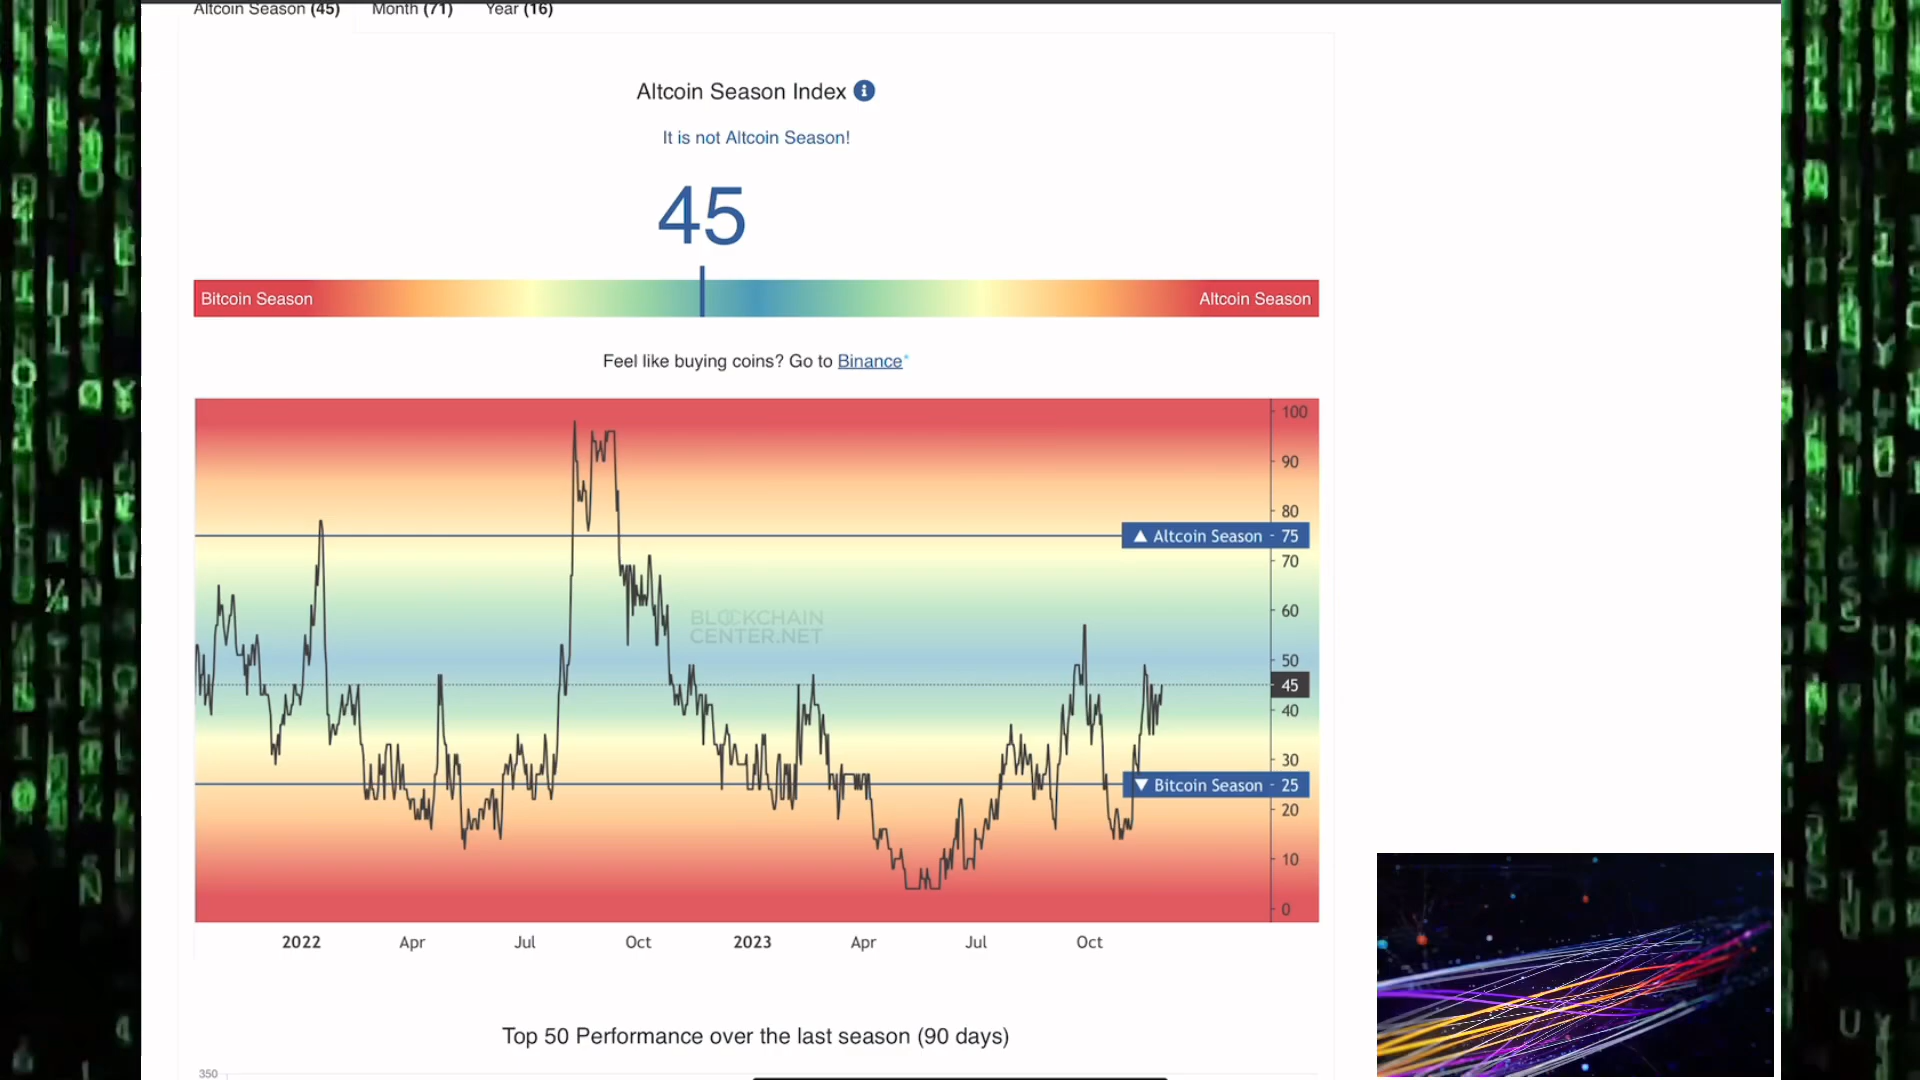 Altcoin Season (45) Month (71) Year (16)
Altcoin Season Index
It is not Altcoin Season!
45
Bitcoin Season Altcoin Season
Feel like buying coins? Go to Binance*
100
90
80
▲ Altcoin Season - 75
70
60
BLOCKCHAIN
CENTER.NET
50
45
40
30
▼ Bitcoin Season - 25
20
10
0
2022 Apr Jul Oct 2023 Apr Jul Oct
Top 50 Performance over the last season (90 days)
350